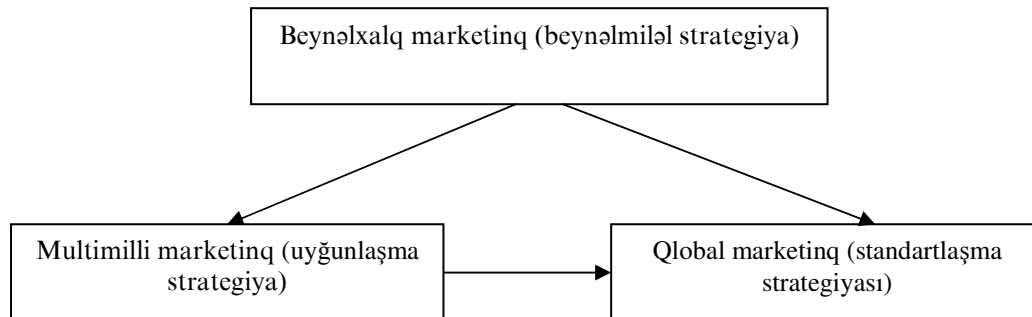 Beynəlxalq marketinq (beynəlmiləl strategiya)
Multimilli marketinq (uyğunlaşma
strategiya)
Qlobal marketinq (standartlaşma
strategiyası)